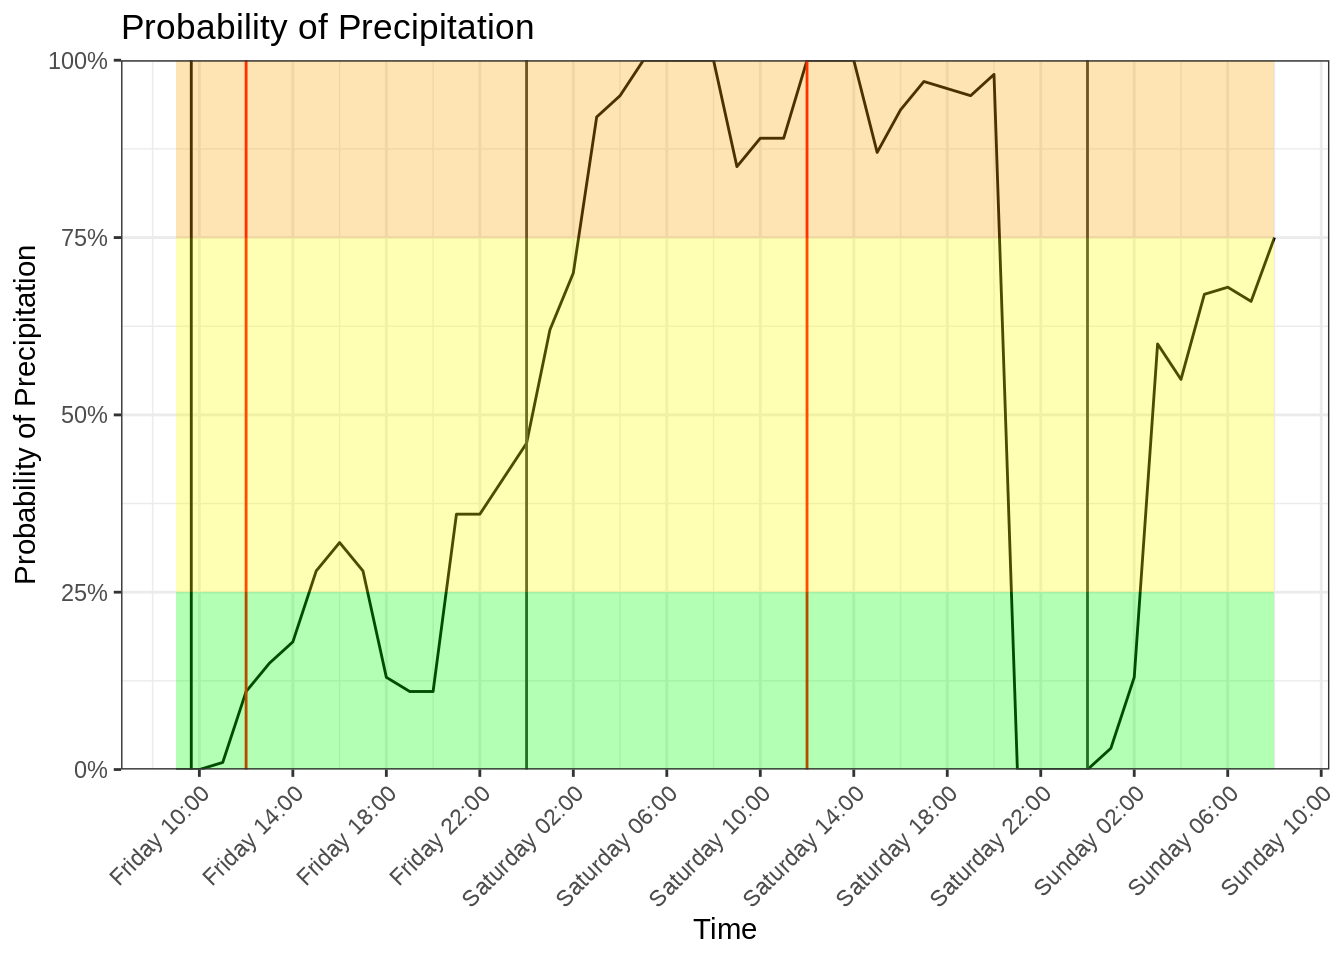 Probability of Precipitation
Probability of Precipitation
100%
75%
50%
25%
0%
Friday 10:00
Friday 14:00
Friday 18:00
Friday 22:00
Saturday 02:00
Saturday 06:00
Saturday 10:00
Saturday 14:00
Saturday 18:00
Saturday 22:00
Sunday 02:00
Sunday 06:00
Sunday 10:00
Time